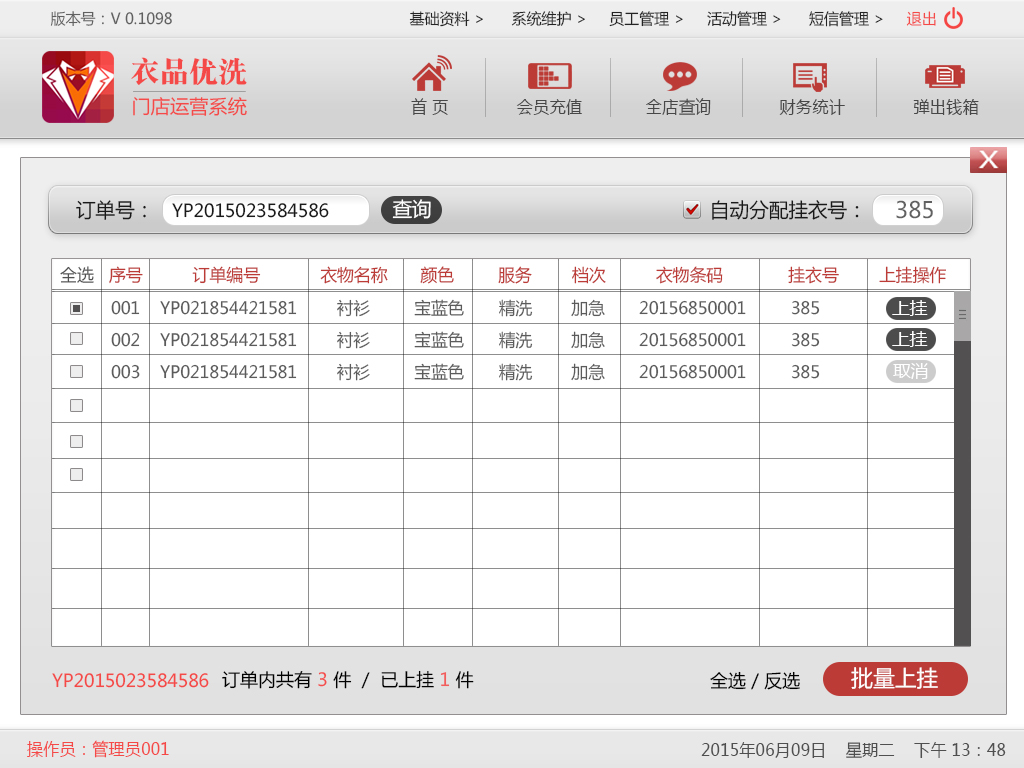 版本号：V 0.1098 基础资料 > 系统维护 > 员工管理 > 活动管理 > 短信管理 > 退出
衣品优洗
门店运营系统
首 页 会员充值 全店查询 财务统计 弹出钱箱
X
订单号： YP2015023584586 查询 自动分配挂衣号： 385
全选 序号 订单编号 衣物名称 颜色 服务 档次 衣物条码 挂衣号 上挂操作
001 YP021854421581 衬衫 宝蓝色 精洗 加急 20156850001 385 上挂
002 YP021854421581 衬衫 宝蓝色 精洗 加急 20156850001 385 上挂
003 YP021854421581 衬衫 宝蓝色 精洗 加急 20156850001 385 取消
YP2015023584586 订单内共有 3 件 / 已上挂 1 件 全选 / 反选 批量上挂
操作员：管理员001 2015年06月09日 星期二 下午 13：48